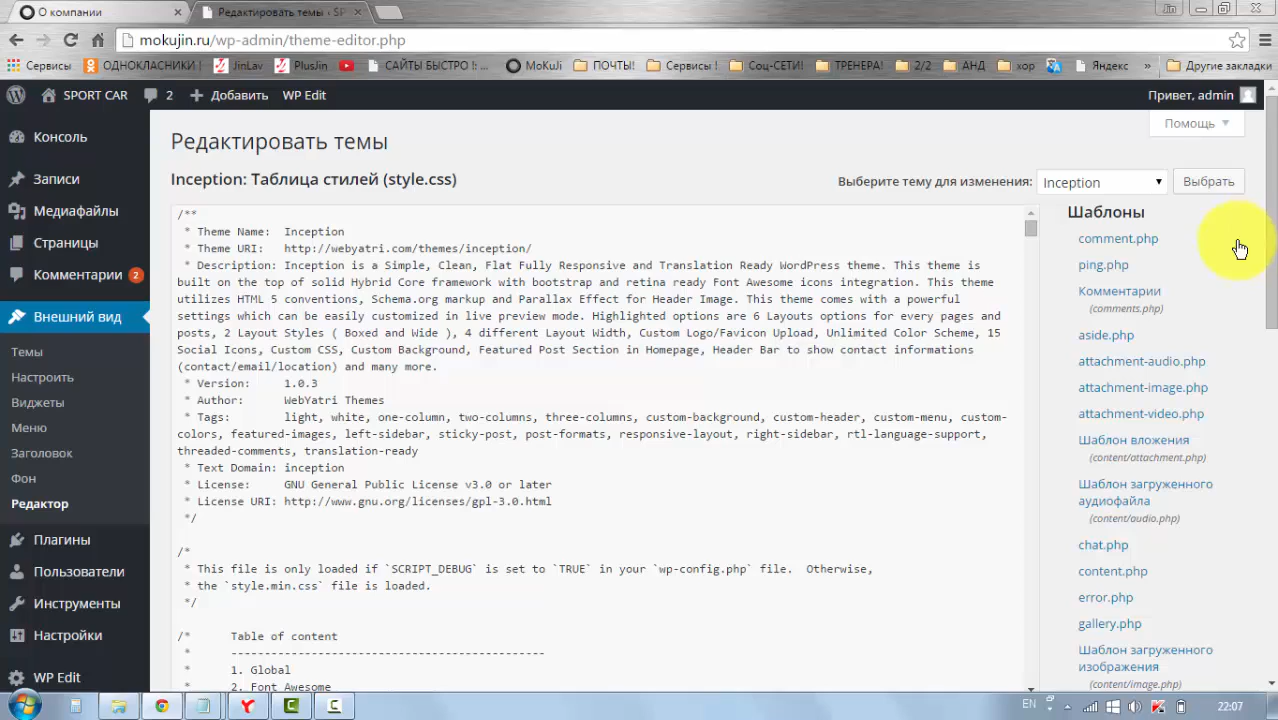 О компании
Редактировать темы ‹ SP
Jin
mokujin.ru/wp-admin/theme-editor.php
Сервисы
ОДНОКЛАСНИКИ
JinLav
PlusJin
САЙТЫ БЫСТРО !:...
MoKuJi
ПОЧТЫ!
Сервисы !
Соц-СЕТИ!
ТРЕНЕРА!
2/2
АНД
хор
Яндекс
»
Другие закладки
SPORT CAR
2
Добавить
WP Edit
Привет, admin
Консоль
Записи
Медиафайлы
Страницы
Комментарии 2
Внешний вид
Темы
Настроить
Виджеты
Меню
Заголовок
Фон
Редактор
Плагины
Пользователи
Инструменты
Настройки
WP Edit
Помощь
Редактировать темы
Inception: Таблица стилей (style.css)
Выберите тему для изменения:
Inception
Выбрать
/**
* Theme Name: Inception
* Theme URI: http://webyatri.com/themes/inception/
* Description: Inception is a Simple, Clean, Flat Fully Responsive and Translation Ready WordPress theme. This theme is
built on the top of solid Hybrid Core framework with bootstrap and retina ready Font Awesome icons integration. This theme
utilizes HTML 5 conventions, Schema.org markup and Parallax Effect for Header Image. This theme comes with a powerful
settings which can be easily customized in live preview mode. Highlighted options are 6 Layouts options for every pages and
posts, 2 Layout Styles ( Boxed and Wide ), 4 different Layout Width, Custom Logo/Favicon Upload, Unlimited Color Scheme, 15
Social Icons, Custom CSS, Custom Background, Featured Post Section in Homepage, Header Bar to show contact informations
(contact/email/location) and many more.
* Version: 1.0.3
* Author: WebYatri Themes
* Tags: light, white, one-column, two-columns, three-columns, custom-background, custom-header, custom-menu, custom-
colors, featured-images, left-sidebar, sticky-post, post-formats, responsive-layout, right-sidebar, rtl-language-support,
threaded-comments, translation-ready
* Text Domain: inception
* License: GNU General Public License v3.0 or later
* License URI: http://www.gnu.org/licenses/gpl-3.0.html
*/
/*
* This file is only loaded if `SCRIPT_DEBUG` is set to `TRUE` in your `wp-config.php` file. Otherwise,
* the `style.min.css` file is loaded.
*/
/* Table of content
* -----------------------------------------
* 1. Global
* 2. Font Awesome
Шаблоны
comment.php
ping.php
Комментарии
(comments.php)
aside.php
attachment-audio.php
attachment-image.php
attachment-video.php
Шаблон вложения
(content/attachment.php)
Шаблон загруженного
аудиофайла
(content/audio.php)
chat.php
content.php
error.php
gallery.php
Шаблон загруженного
изображения
(content/image.php)
EN
22:07